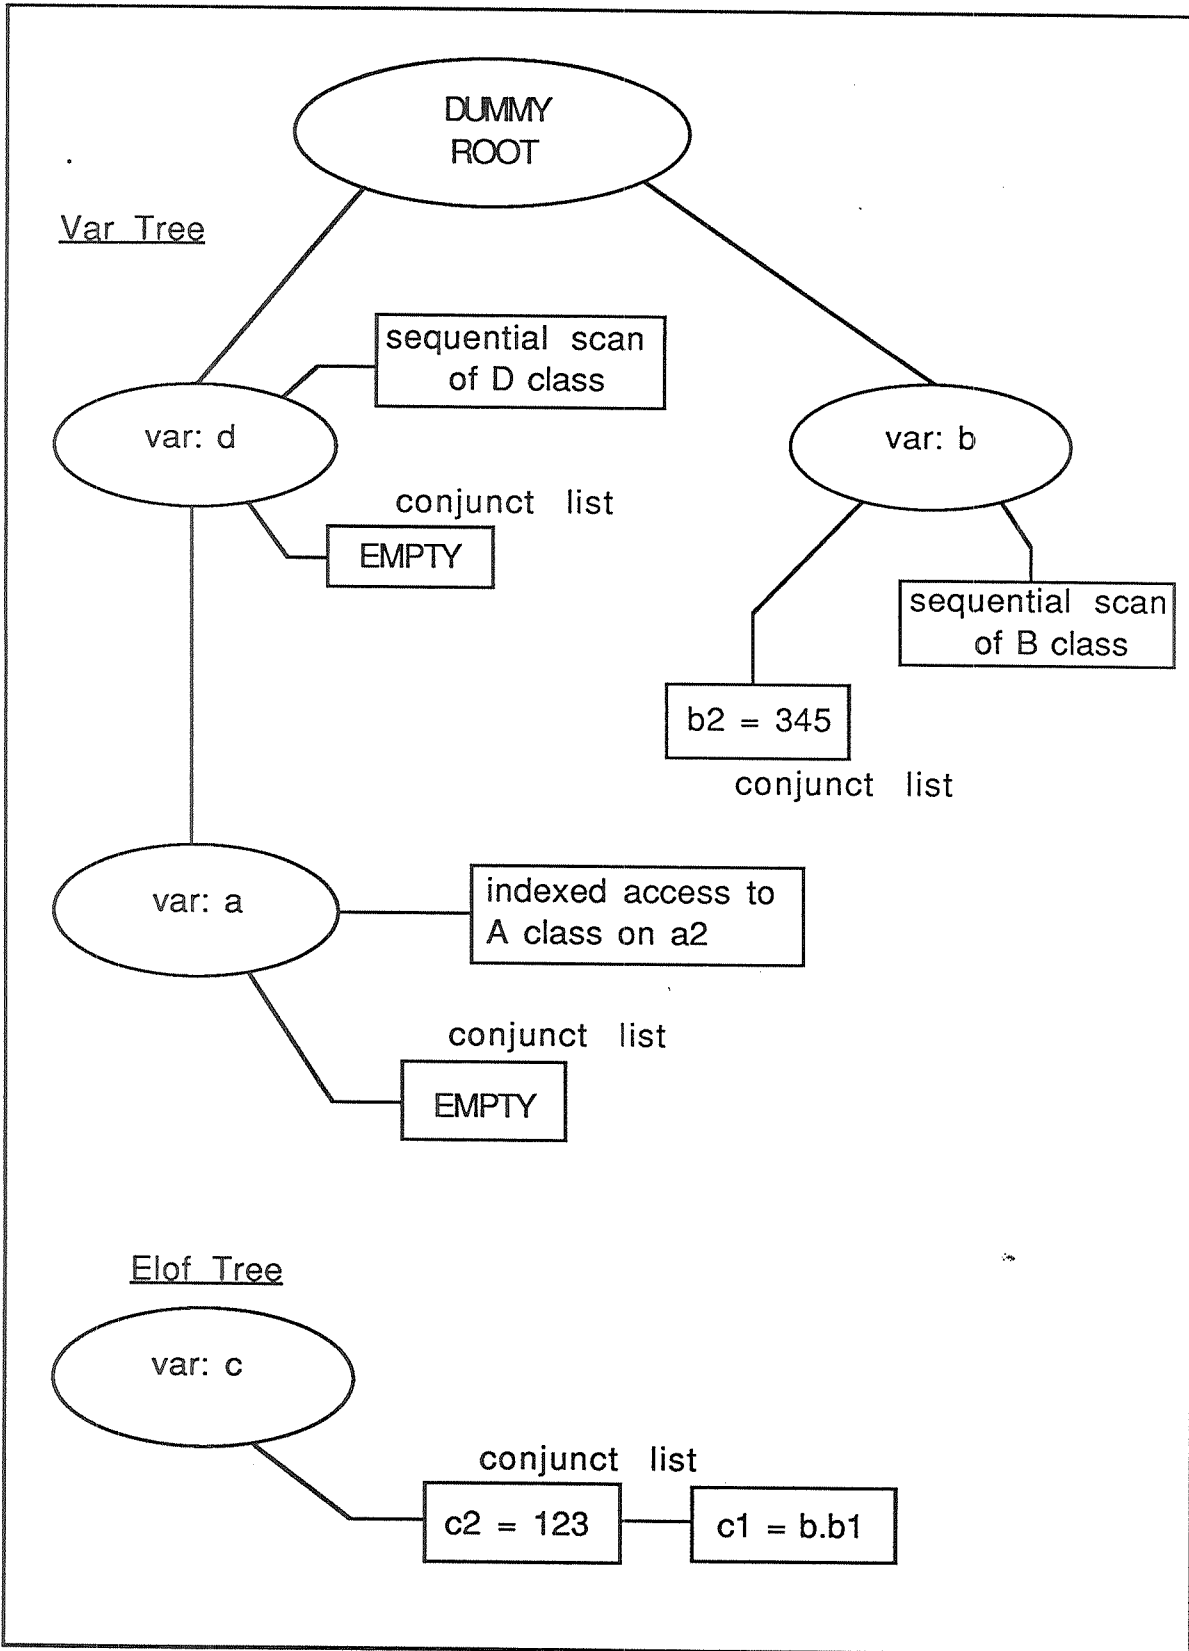 DUMMY
ROOT
Var Tree
sequential scan
of D class
var: d
var: b
conjunct list
EMPTY
sequential scan
of B class
b2 = 345
conjunct list
var: a
indexed access to
A class on a2
conjunct list
EMPTY
Elof Tree
var: c
conjunct list
c2 = 123
c1 = b.b1